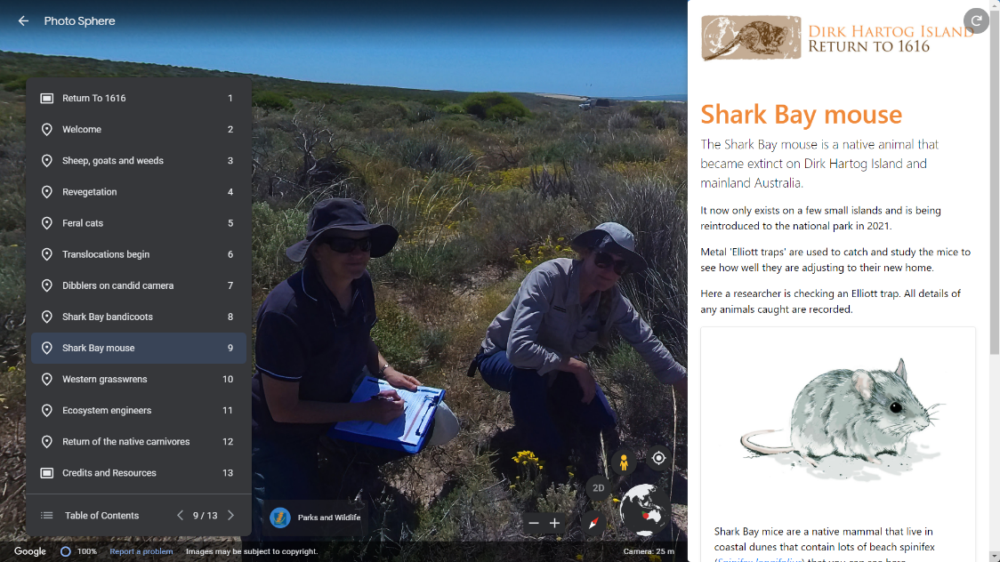 Photo Sphere
Return To 1616 1
Welcome 2
Sheep, goats and weeds 3
Revegetation 4
Feral cats 5
Translocations begin 6
Dibblers on candid camera 7
Shark Bay bandicoots 8
Shark Bay mouse 9
Western grasswrens 10
Ecosystem engineers 11
Return of the native carnivores 12
Credits and Resources 13
Table of Contents 9 / 13
Parks and Wildlife
2D
Google 100% Report a problem Images may be subject to copyright. Camera: 25 m
DIRK HARTOG ISLAND
RETURN TO 1616
Shark Bay mouse
The Shark Bay mouse is a native animal that
became extinct on Dirk Hartog Island and
mainland Australia.
It now only exists on a few small islands and is being
reintroduced to the national park in 2021.
Metal 'Elliott traps' are used to catch and study the mice to
see how well they are adjusting to their new home.
Here a researcher is checking an Elliott trap. All details of
any animals caught are recorded.
Shark Bay mice are a native mammal that live in
coastal dunes that contain lots of beach spinifex
(Spinifex longifolius) that you can see here